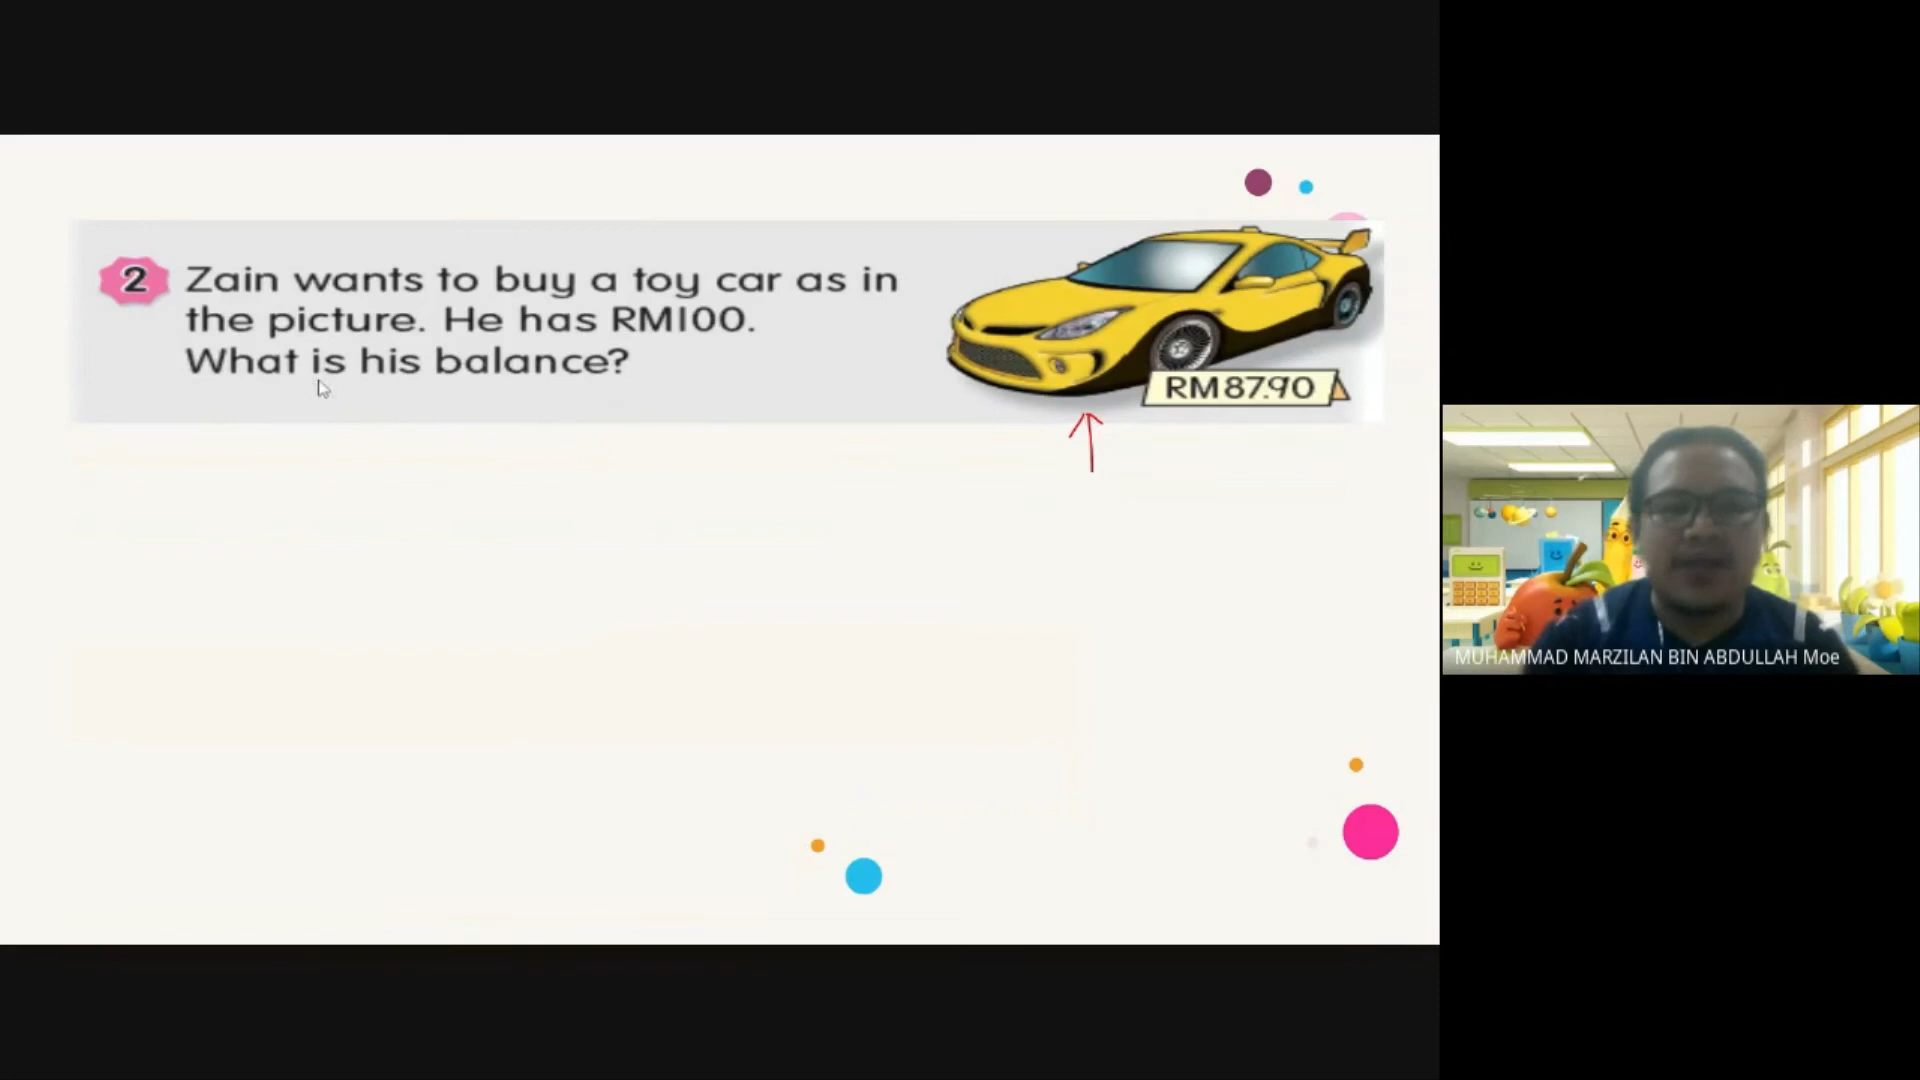 2 Zain wants to buy a toy car as in
the picture. He has RM100.
What is his balance?
RM87.90
MUHAMMAD MARZILAN BIN ABDULLAH Moe